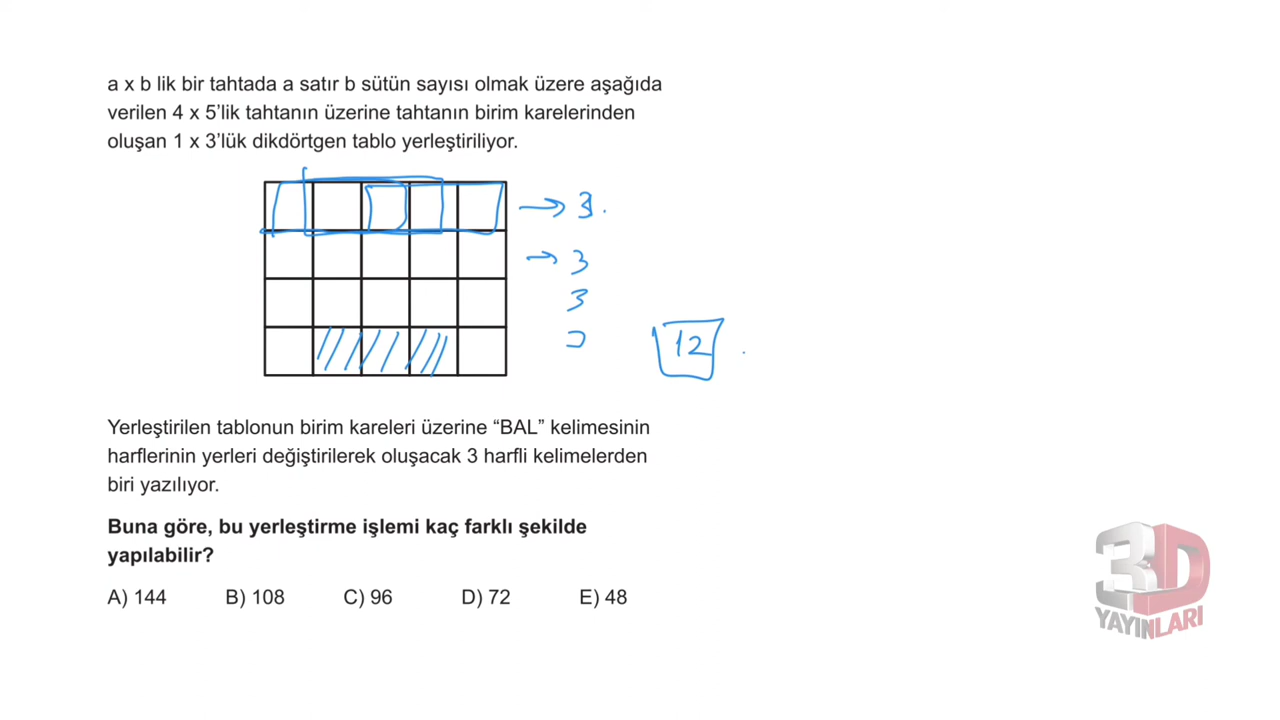 a x b lik bir tahtada a satır b sütün sayısı olmak üzere aşağıda
verilen 4 x 5’lik tahtanın üzerine tahtanın birim karelerinden
oluşan 1 x 3’lük dikdörtgen tablo yerleştiriliyor.
→ 3.
→ 3
3
12
Yerleştirilen tablonun birim kareleri üzerine “BAL” kelimesinin
harflerinin yerleri değiştirilerek oluşacak 3 harfli kelimelerden
biri yazılıyor.
Buna göre, bu yerleştirme işlemi kaç farklı şekilde
yapılabilir?
A) 144 B) 108 C) 96 D) 72 E) 48
3D
YAYINLARI